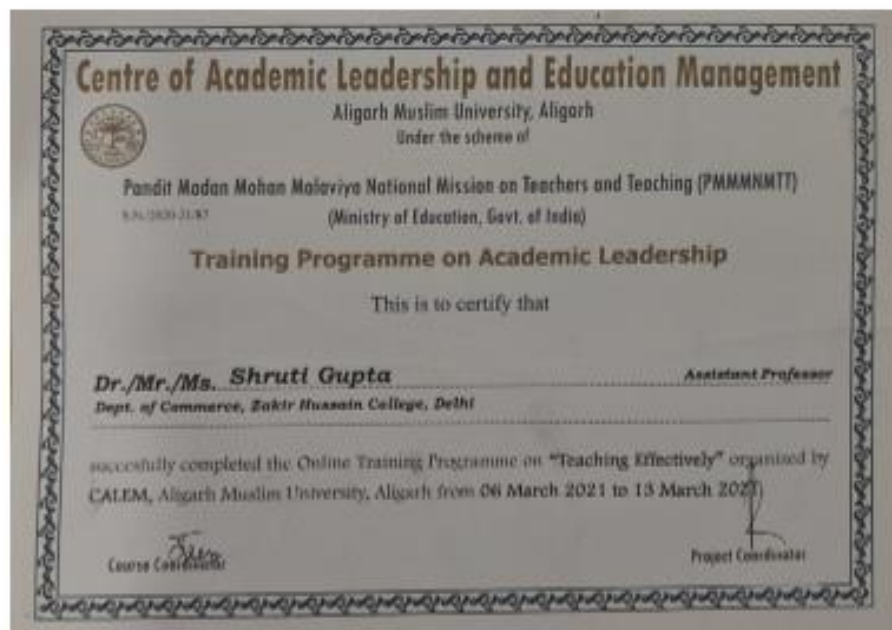 Centre of Academic Leadership and Education Management
Aligarh Muslim University, Aligarh
Under the scheme of
Pandit Madan Mohan Malaviya National Mission on Teachers and Teaching (PMMMNMTT)
(Ministry of Education, Govt. of India)
Training Programme on Academic Leadership
This is to certify that
Dr./Mr./Ms. Shruti Gupta Assistant Professor
Dept. of Commerce, Zakir Hussain College, Delhi
succesfully completed the Online Training Programme on "Teaching Effectively" organized by
CALEM, Aligarh Muslim University, Aligarh from 06 March 2021 to 13 March 2021
Course Coordinator Project Coordinator